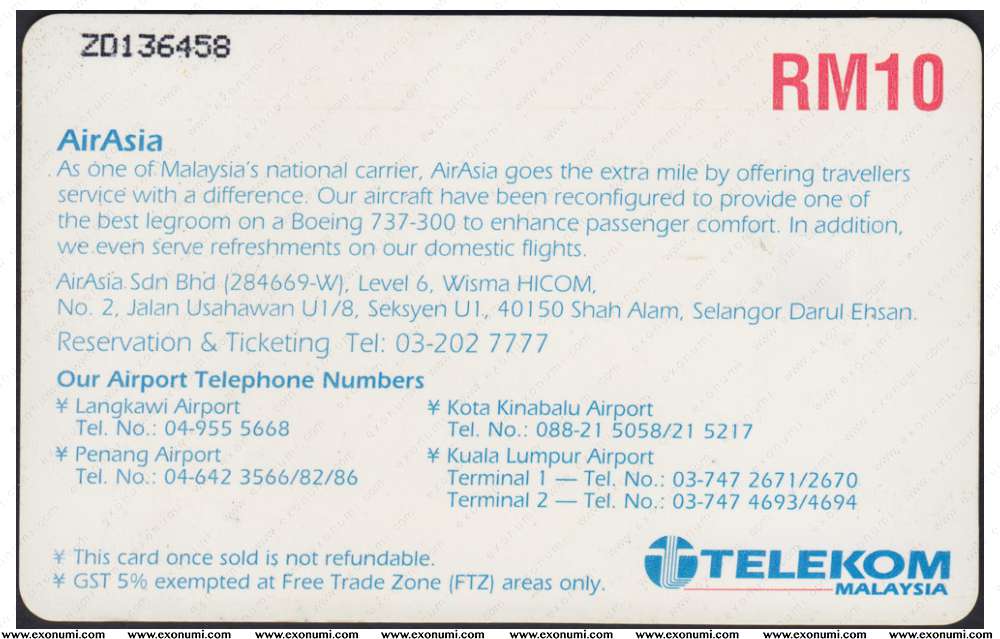 ZD136458
RM10
AirAsia
As one of Malaysia's national carrier, AirAsia goes the extra mile by offering travellers
service with a difference. Our aircraft have been reconfigured to provide one of
the best legroom on a Boeing 737-300 to enhance passenger comfort. In addition,
we even serve refreshments on our domestic flights.
AirAsia Sdn Bhd (284669-W), Level 6, Wisma HICOM,
No. 2, Jalan Usahawan U1/8, Seksyen U1, 40150 Shah Alam, Selangor Darul Ehsan.
Reservation & Ticketing Tel: 03-202 7777
Our Airport Telephone Numbers
¥ Langkawi Airport
Tel. No.: 04-955 5668
¥ Penang Airport
Tel. No.: 04-642 3566/82/86
¥ Kota Kinabalu Airport
Tel. No.: 088-21 5058/21 5217
¥ Kuala Lumpur Airport
Terminal 1 — Tel. No.: 03-747 2671/2670
Terminal 2 — Tel. No.: 03-747 4693/4694
¥ This card once sold is not refundable.
¥ GST 5% exempted at Free Trade Zone (FTZ) areas only.
TELEKOM
MALAYSIA
www.exonumi.com www.exonumi.com www.exonumi.com www.exonumi.com www.exonumi.com www.exonumi.com www.exonumi.com www.exonumi.com